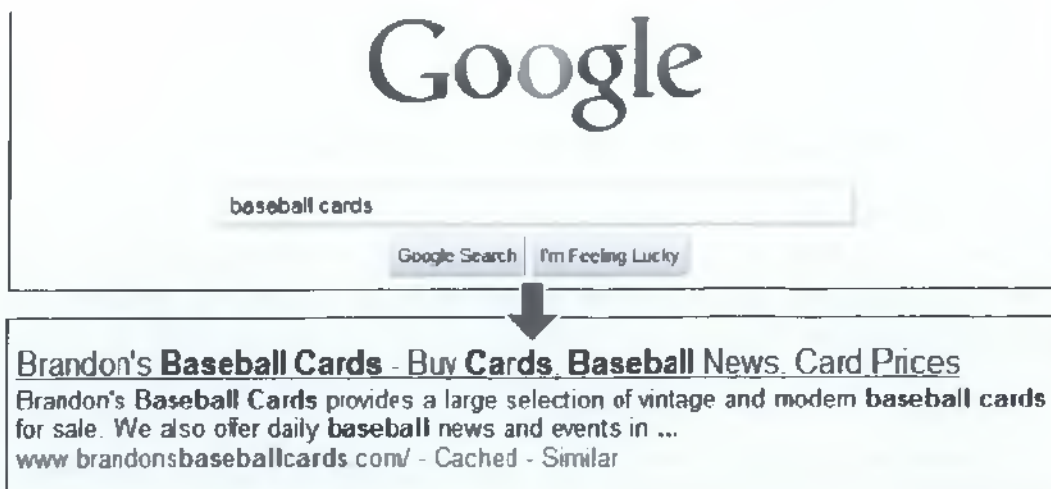 Google
baseball cards
Google Search I'm Feeling Lucky
Brandon's Baseball Cards - Buy Cards, Baseball News, Card Prices
Brandon's Baseball Cards provides a large selection of vintage and modern baseball cards
for sale. We also offer daily baseball news and events in ...
www.brandonsbaseballcards.com/ - Cached - Similar